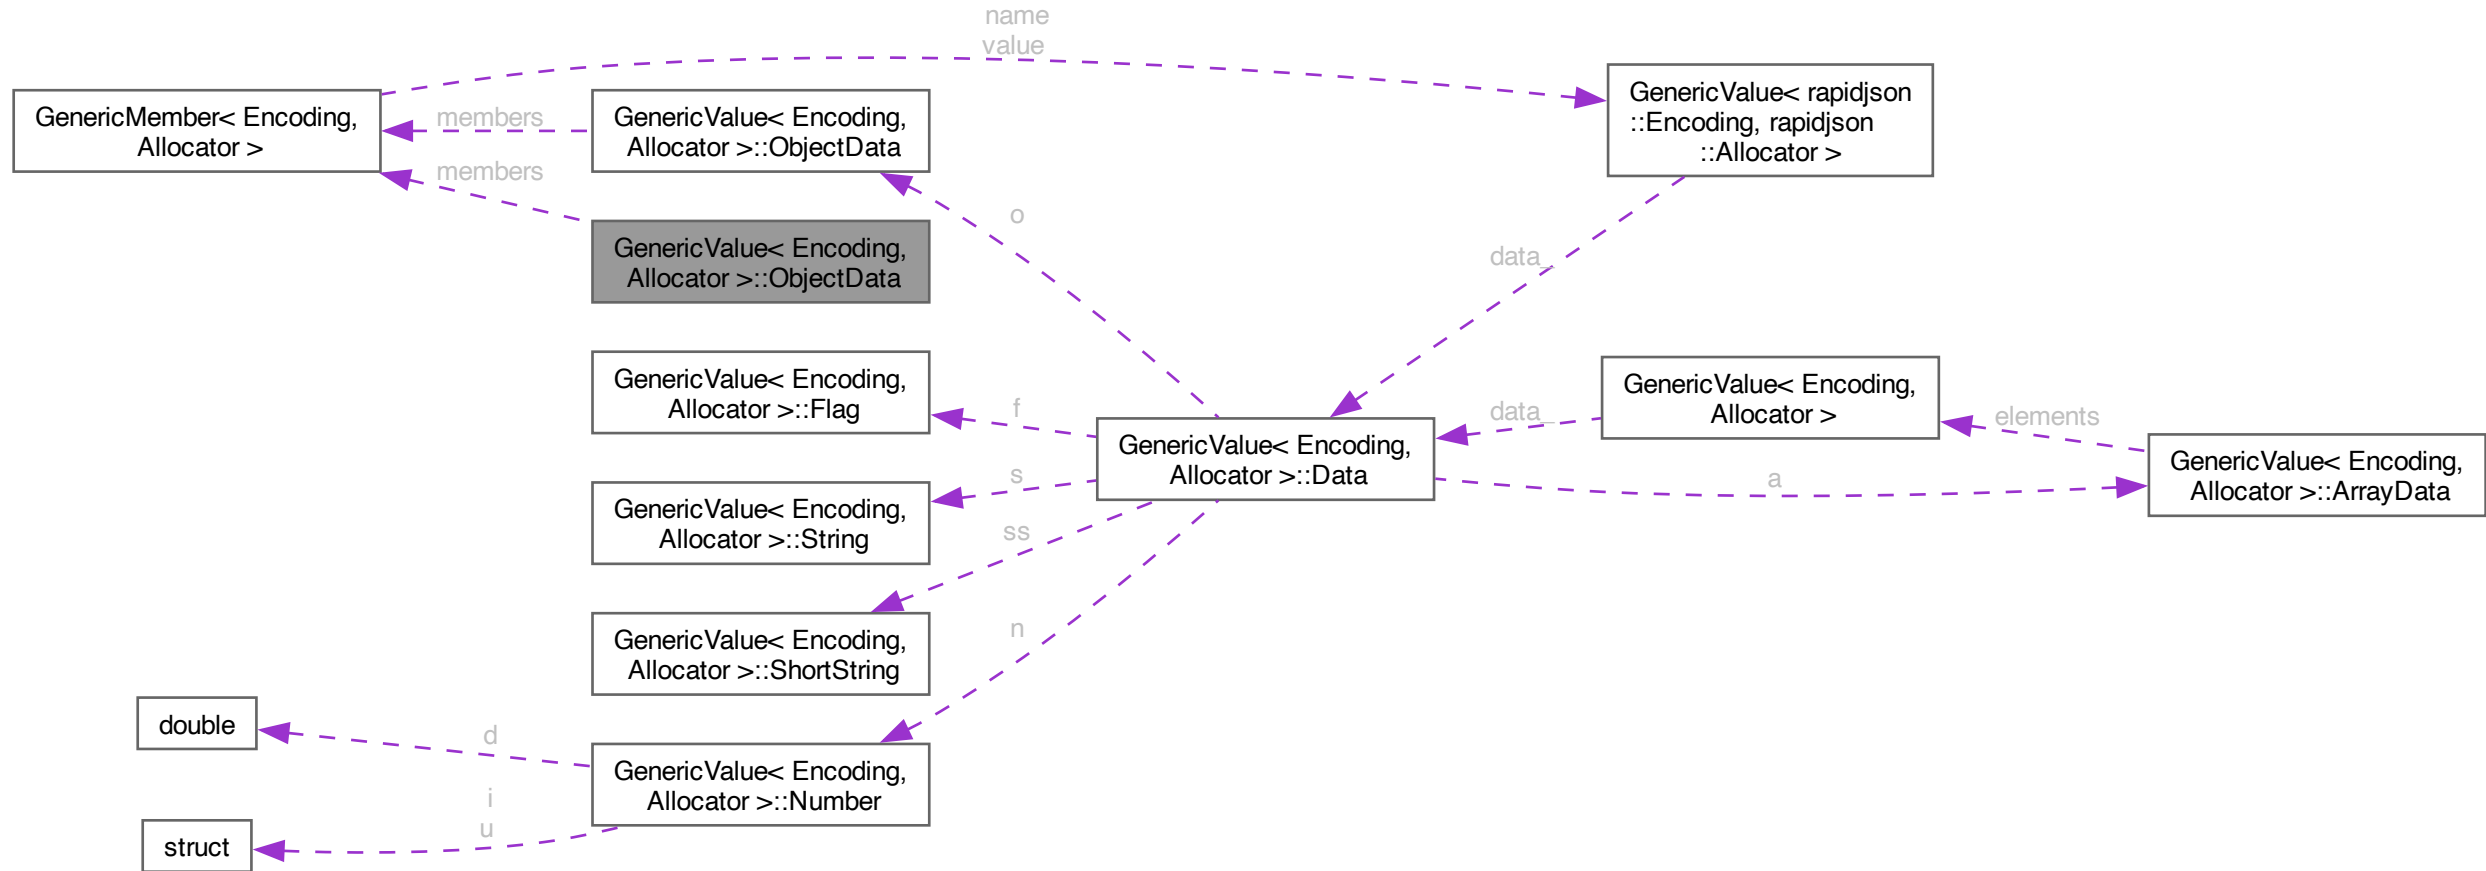 name
value
GenericMember< Encoding,
Allocator >
members
GenericValue< Encoding,
Allocator >::ObjectData
GenericValue< rapidjson
::Encoding, rapidjson
::Allocator >
members
o
GenericValue< Encoding,
Allocator >::ObjectData
data_
GenericValue< Encoding,
Allocator >::Flag
f
GenericValue< Encoding,
Allocator >::Data
data_
GenericValue< Encoding,
Allocator >
elements
GenericValue< Encoding,
Allocator >::ArrayData
a
s
GenericValue< Encoding,
Allocator >::String
ss
GenericValue< Encoding,
Allocator >::ShortString
n
double
d
GenericValue< Encoding,
Allocator >::Number
i
u
struct